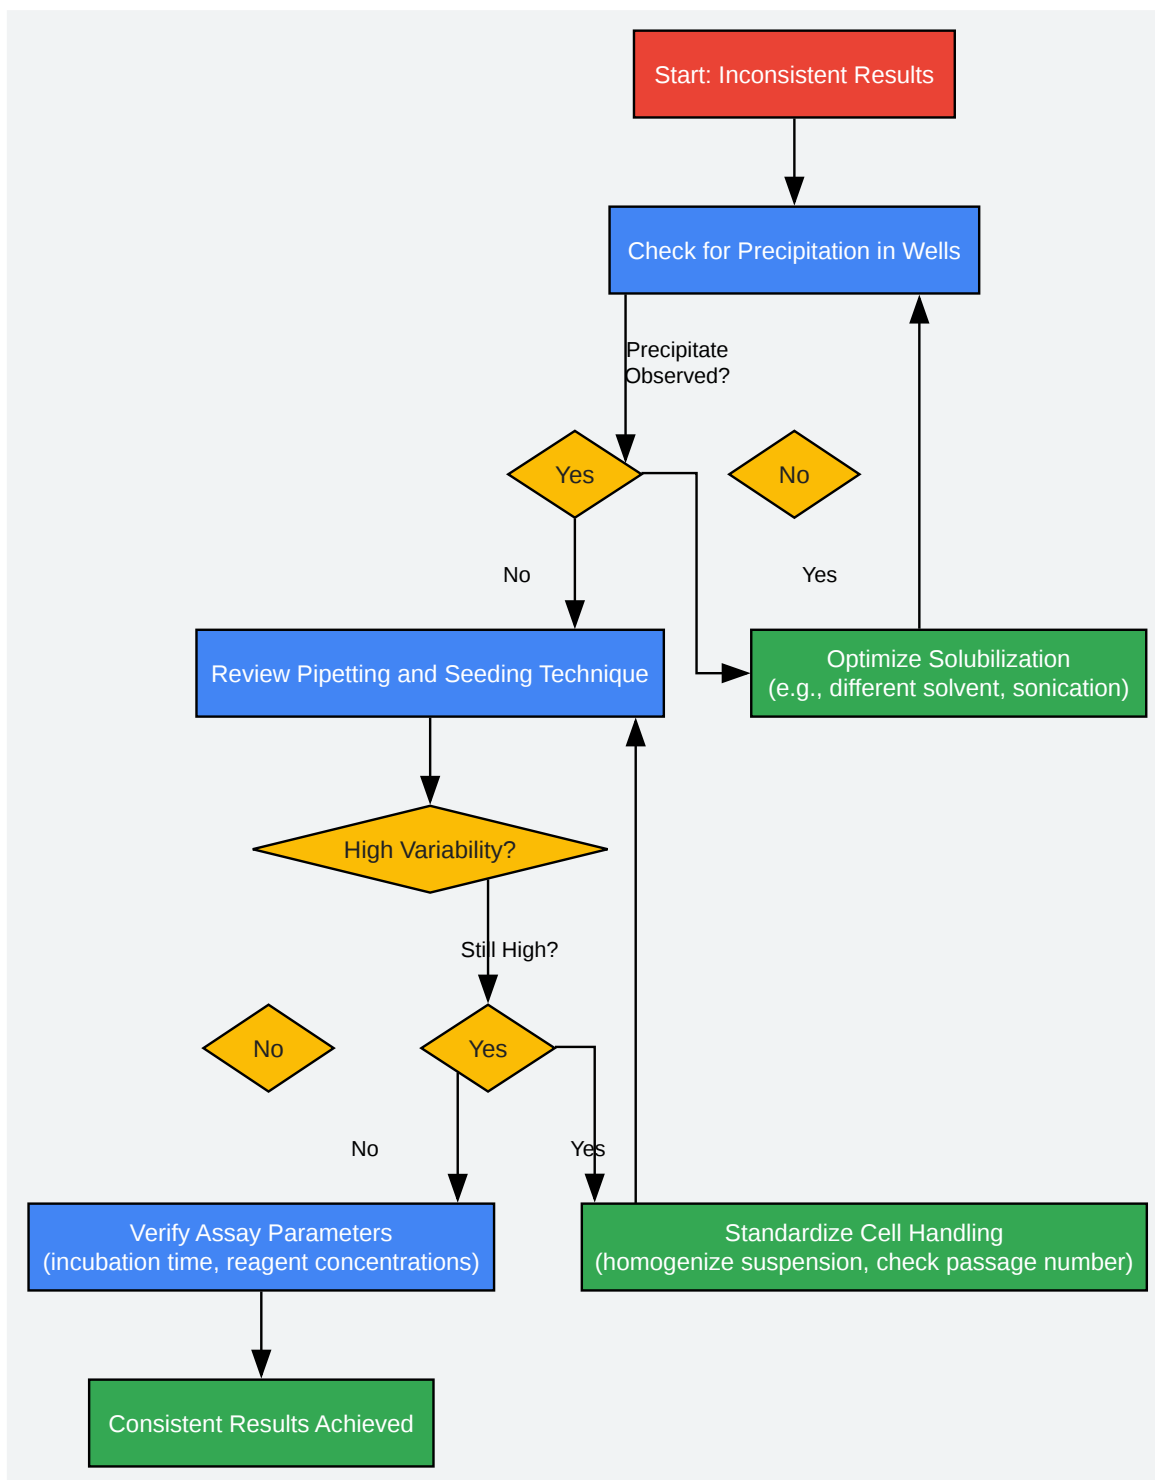 Start: Inconsistent Results
Check for Precipitation in Wells
Precipitate
Observed?
Yes
No
No
Yes
Review Pipetting and Seeding Technique
Optimize Solubilization
(e.g., different solvent, sonication)
High Variability?
Still High?
No
Yes
No
Yes
Verify Assay Parameters
(incubation time, reagent concentrations)
Standardize Cell Handling
(homogenize suspension, check passage number)
Consistent Results Achieved